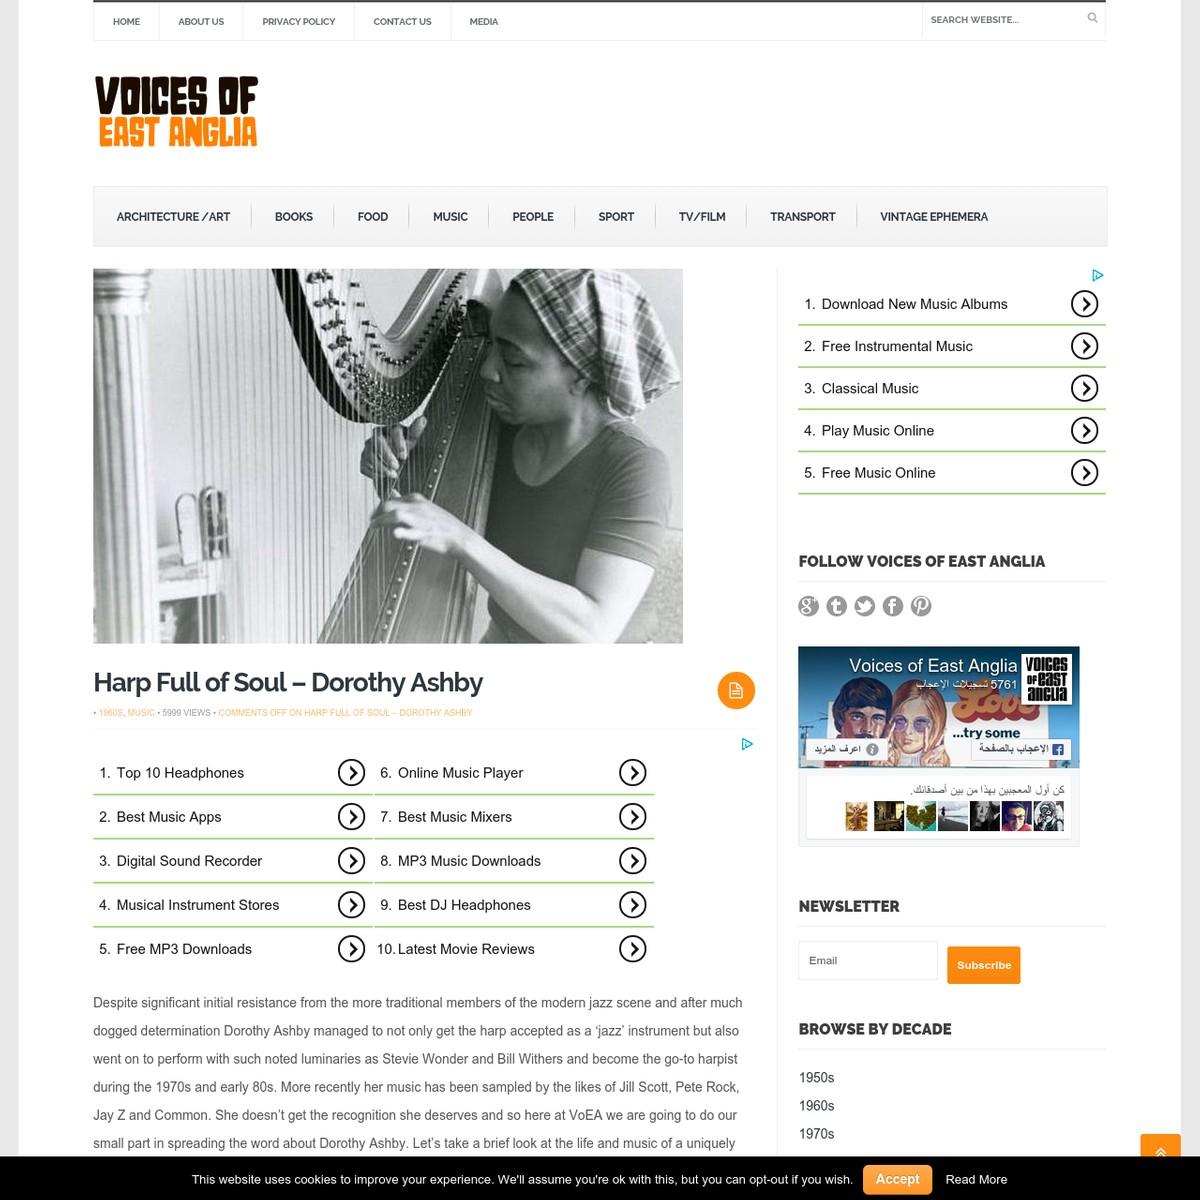 HOME
ABOUT US
PRIVACY POLICY
CONTACT US
MEDIA
SEARCH WEBSITE...
VOICES OF
EAST ANGLIA
ARCHITECTURE / ART
BOOKS
FOOD
MUSIC
PEOPLE
SPORT
TV/FILM
TRANSPORT
VINTAGE EPHEMERA
Harp Full of Soul – Dorothy Ashby
• 1960S, MUSIC • 5999 VIEWS • COMMENTS OFF ON HARP FULL OF SOUL – DOROTHY ASHBY
1. Top 10 Headphones
2. Best Music Apps
3. Digital Sound Recorder
4. Musical Instrument Stores
5. Free MP3 Downloads
6. Online Music Player
7. Best Music Mixers
8. MP3 Music Downloads
9. Best DJ Headphones
10. Latest Movie Reviews
Despite significant initial resistance from the more traditional members of the modern jazz scene and after much
dogged determination Dorothy Ashby managed to not only get the harp accepted as a ‘jazz’ instrument but also
went on to perform with such noted luminaries as Stevie Wonder and Bill Withers and become the go-to harpist
during the 1970s and early 80s. More recently her music has been sampled by the likes of Jill Scott, Pete Rock,
Jay Z and Common. She doesn’t get the recognition she deserves and so here at VoEA we are going to do our
small part in spreading the word about Dorothy Ashby. Let’s take a brief look at the life and music of a uniquely
1. Download New Music Albums
2. Free Instrumental Music
3. Classical Music
4. Play Music Online
5. Free Music Online
FOLLOW VOICES OF EAST ANGLIA
Voices of East Anglia
5761 تسجيلات الإعجاب
VOICES
OF EAST
ANGLIA
Love
...try some
اعرف المزيد
الإعجاب بالصفحة
كن أول المعجبين بهذا من بين أصدقائك.
NEWSLETTER
Email
Subscribe
BROWSE BY DECADE
1950s
1960s
1970s
This website uses cookies to improve your experience. We'll assume you're ok with this, but you can opt-out if you wish.
Accept
Read More